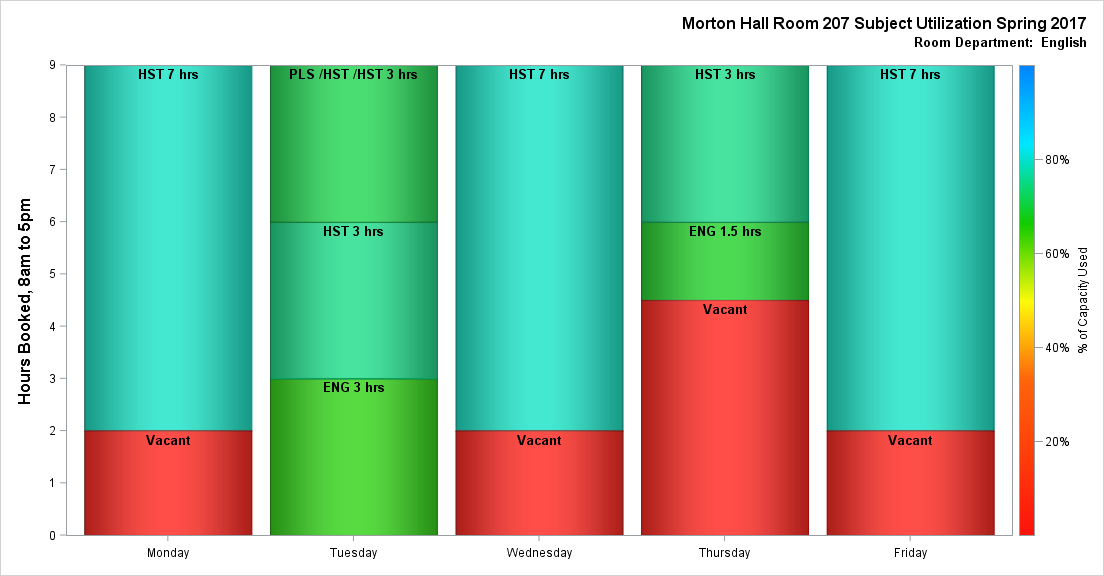 Morton Hall Room 207 Subject Utilization Spring 2017
Room Department:  English
Hours Booked, 8am to 5pm
9
8
7
6
5
4
3
2
1
0
HST 7 hrs
Vacant
PLS /HST /HST 3 hrs
HST 3 hrs
ENG 3 hrs
HST 7 hrs
Vacant
HST 3 hrs
ENG 1.5 hrs
Vacant
HST 7 hrs
Vacant
Monday
Tuesday
Wednesday
Thursday
Friday
80%
60%
40%
20%
% of Capacity Used